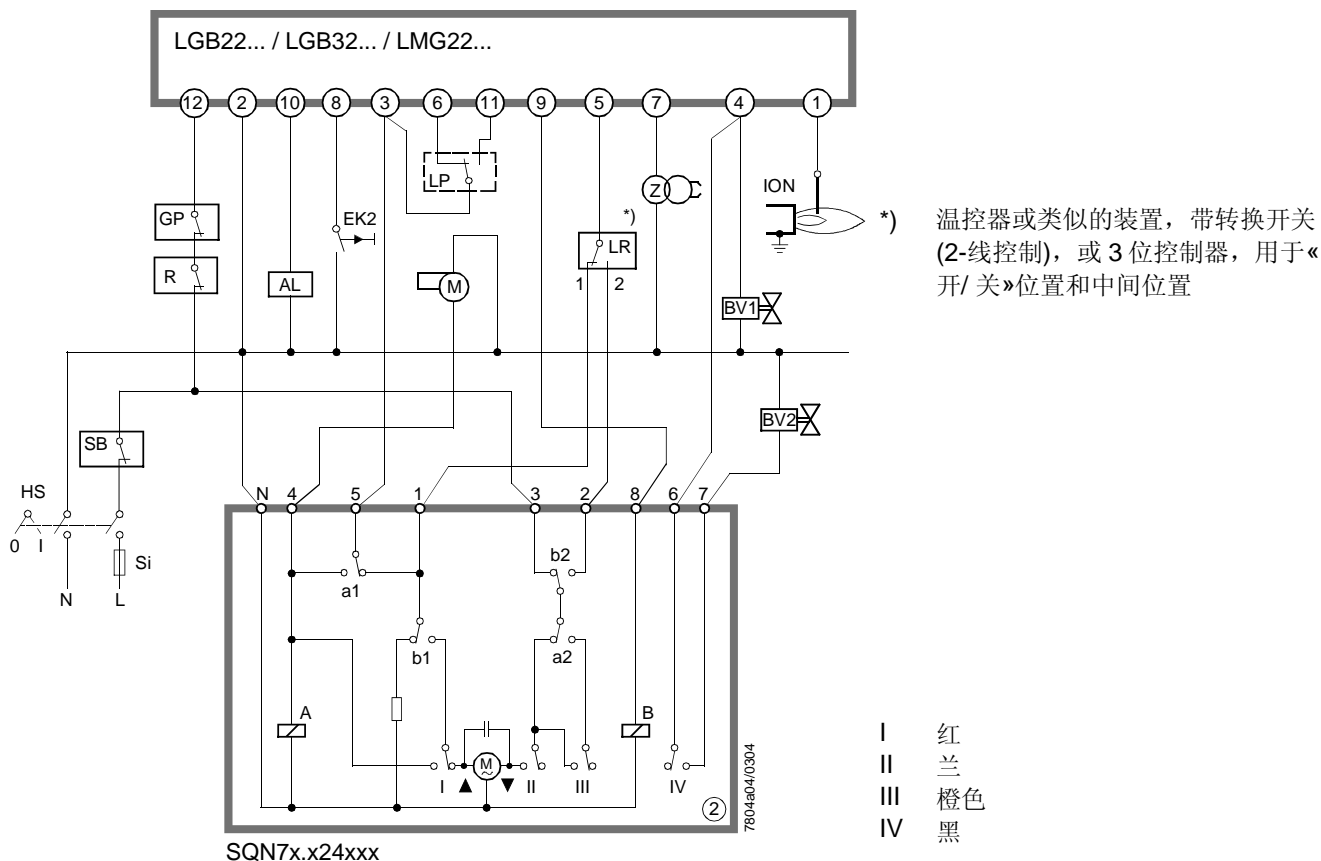 LGB22... / LGB32... / LMG22...
12 2 10 8 3 6 11 9 5 7 4 1
LP
Z
ION
GP
EK2
*)
LR
*) 温控器或类似的装置，带转换开关
(2-线控制)，或 3 位控制器，用于«
开/ 关»位置和中间位置
R
AL
M
1 2
BV1
BV2
SB
HS
0 I
Si
N L
N 4 5 1 3 2 8 6 7
b2
a1
b1
a2
A
B
M
~
I II III IV
2
7804a04/0304
SQN7x.x24xxx
I 红
II 兰
III 橙色
IV 黑